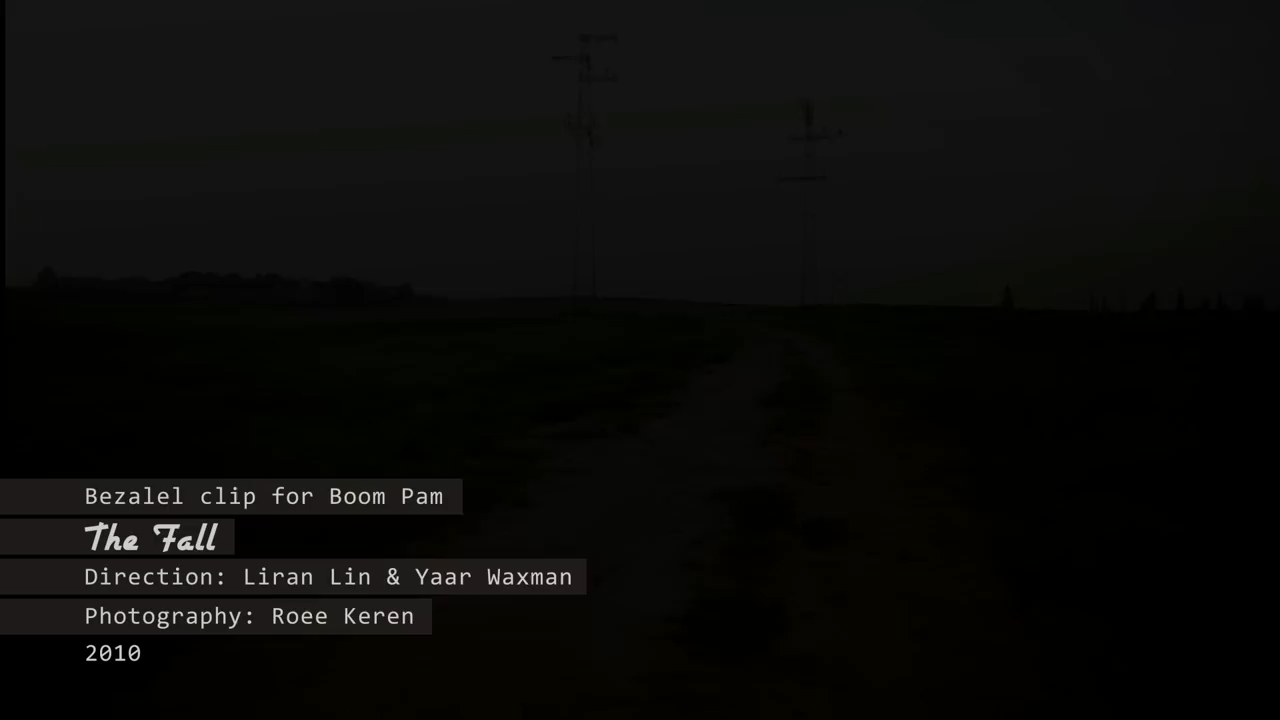 Bezalel clip for Boom Pam
The Fall
Direction: Liran Lin & Yaar Waxman
Photography: Roee Keren
2010